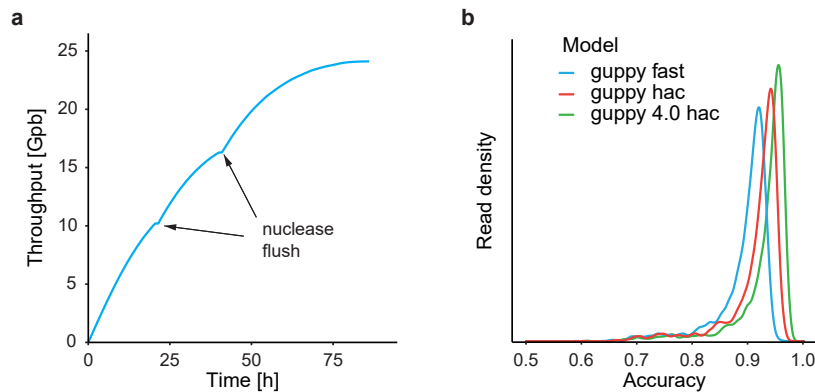 a
Throughput [Gpb]
25
20
15
10
5
0
0
25
50
75
Time [h]
nuclease
flush
b
Model
guppy fast
guppy hac
guppy 4.0 hac
Read density
0.5
0.6
0.7
0.8
0.9
1.0
Accuracy